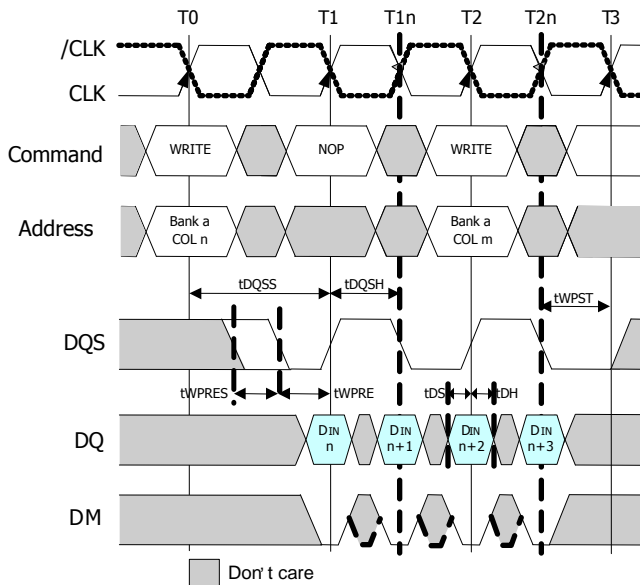 T0 T1 T1n T2 T2n T3
/CLK
CLK
Command WRITE NOP WRITE
Address Bank a COL n Bank a COL m
tDQSS tDQSH tWPST
DQS
tWPRES tWPRE tDS tDH
DQ DIN n DIN n+1 DIN n+2 DIN n+3
DM
Don't care